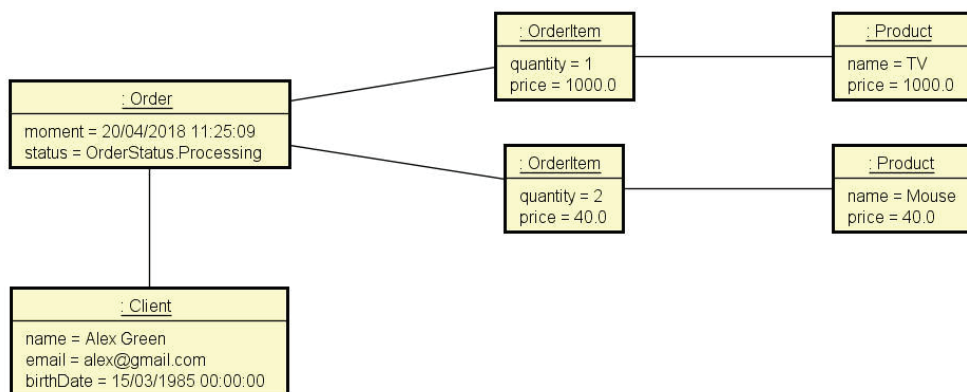 : OrderItem
quantity = 1
price = 1000.0
: Product
name = TV
price = 1000.0
: Order
moment = 20/04/2018 11:25:09
status = OrderStatus.Processing
: OrderItem
quantity = 2
price = 40.0
: Product
name = Mouse
price = 40.0
: Client
name = Alex Green
email = alex@gmail.com
birthDate = 15/03/1985 00:00:00